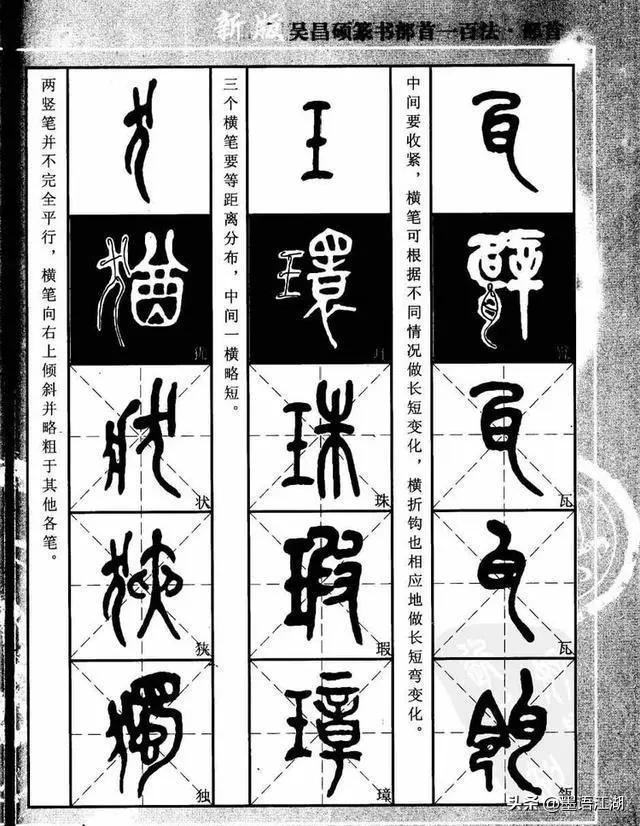 新版 吴昌硕篆书部首一百法·部首
中间要收紧，横笔可根据不同情况做长短变化，横折钩也相应地做长短弯变化。
瓦
瓦
瓴
三个横笔要等距离分布，中间一横略短。
珠
瑕
璋
两竖笔并不完全平行，横笔向右上倾斜并略粗于其他各笔。
犹
状
狭
独
头条@墨语江湖